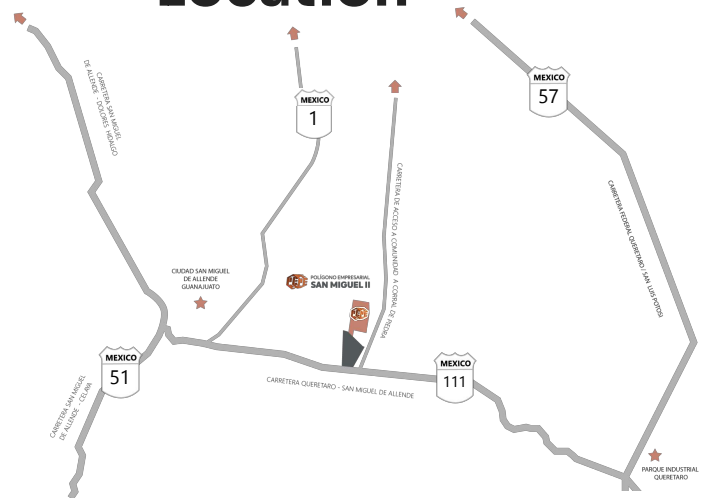 Location
CARRETERA SAN MIGUEL
DE ALLENDE - DOLORES HIDALGO
MEXICO
1
MEXICO
57
CARRETERA DE ACCESO A COMUNIDAD A CORRAL DE PIEDRA
CARRETERA FEDERAL QUERETARO / SAN LUIS POTOSI
CIUDAD SAN MIGUEL
DE ALLENDE
GUANAJUATO
POLÍGONO EMPRESARIAL
SAN MIGUEL II
MEXICO
51
MEXICO
111
CARRETERA QUERETARO - SAN MIGUEL DE ALLENDE
CARRETERA SAN MIGUEL
DE ALLENDE - CELAYA
PARQUE INDUSTRIAL
QUERETARO